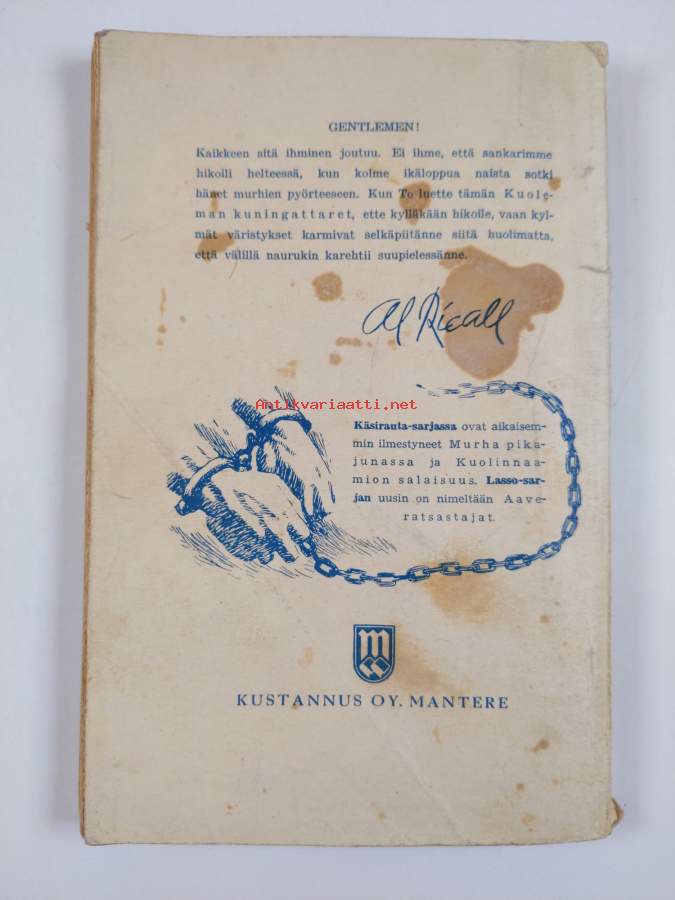 GENTLEMEN!
Kaikkeen sitä ihminen joutuu. Ei ihme, että sankarimme
hikoili helteessä, kun kolme ikäloppua naista sotki
hänet murhien pyörteeseen. Kun Te luette tämän Kuole-
man kuningattaret, ette kylläkään hikoile, vaan kyl-
mät väristykset karmivat selkäpiitänne siitä huolimatta,
että välillä naurukin karehtii suupielessänne.
Al Ricall
Antikvariaatti.net
Käsirauta-sarjassa ovat aikaisem-
min ilmestyneet Murha pika-
junassa ja Kuolinnaa-
mion salaisuus. Lasso-sar-
jan uusin on nimeltään Aave-
ratsastajat.
m
KUSTANNUS OY. MANTERE